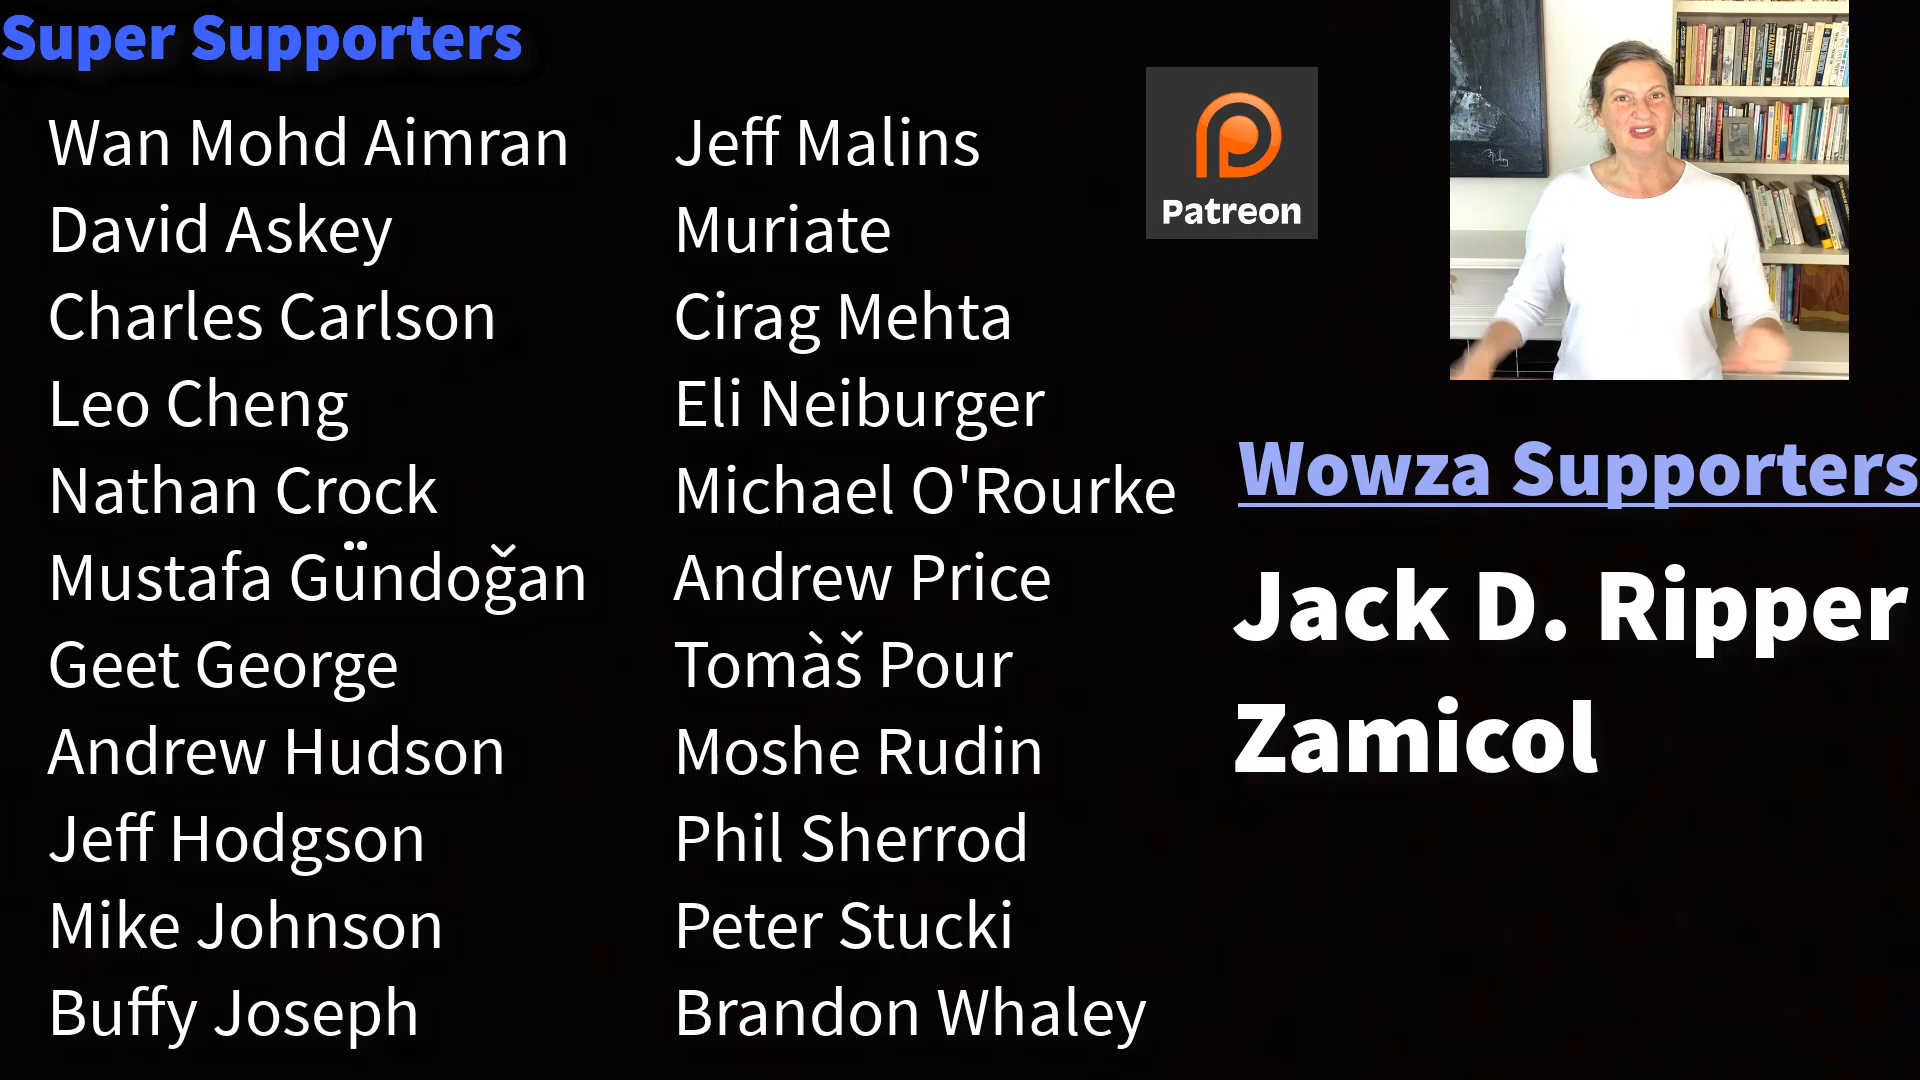 Super Supporters
Wan Mohd Aimran
David Askey
Charles Carlson
Leo Cheng
Nathan Crock
Mustafa Gündoğan
Geet George
Andrew Hudson
Jeff Hodgson
Mike Johnson
Buffy Joseph
Jeff Malins
Muriate
Cirag Mehta
Eli Neiburger
Michael O'Rourke
Andrew Price
Tomàš Pour
Moshe Rudin
Phil Sherrod
Peter Stucki
Brandon Whaley
Patreon
Wowza Supporters
Jack D. Ripper
Zamicol